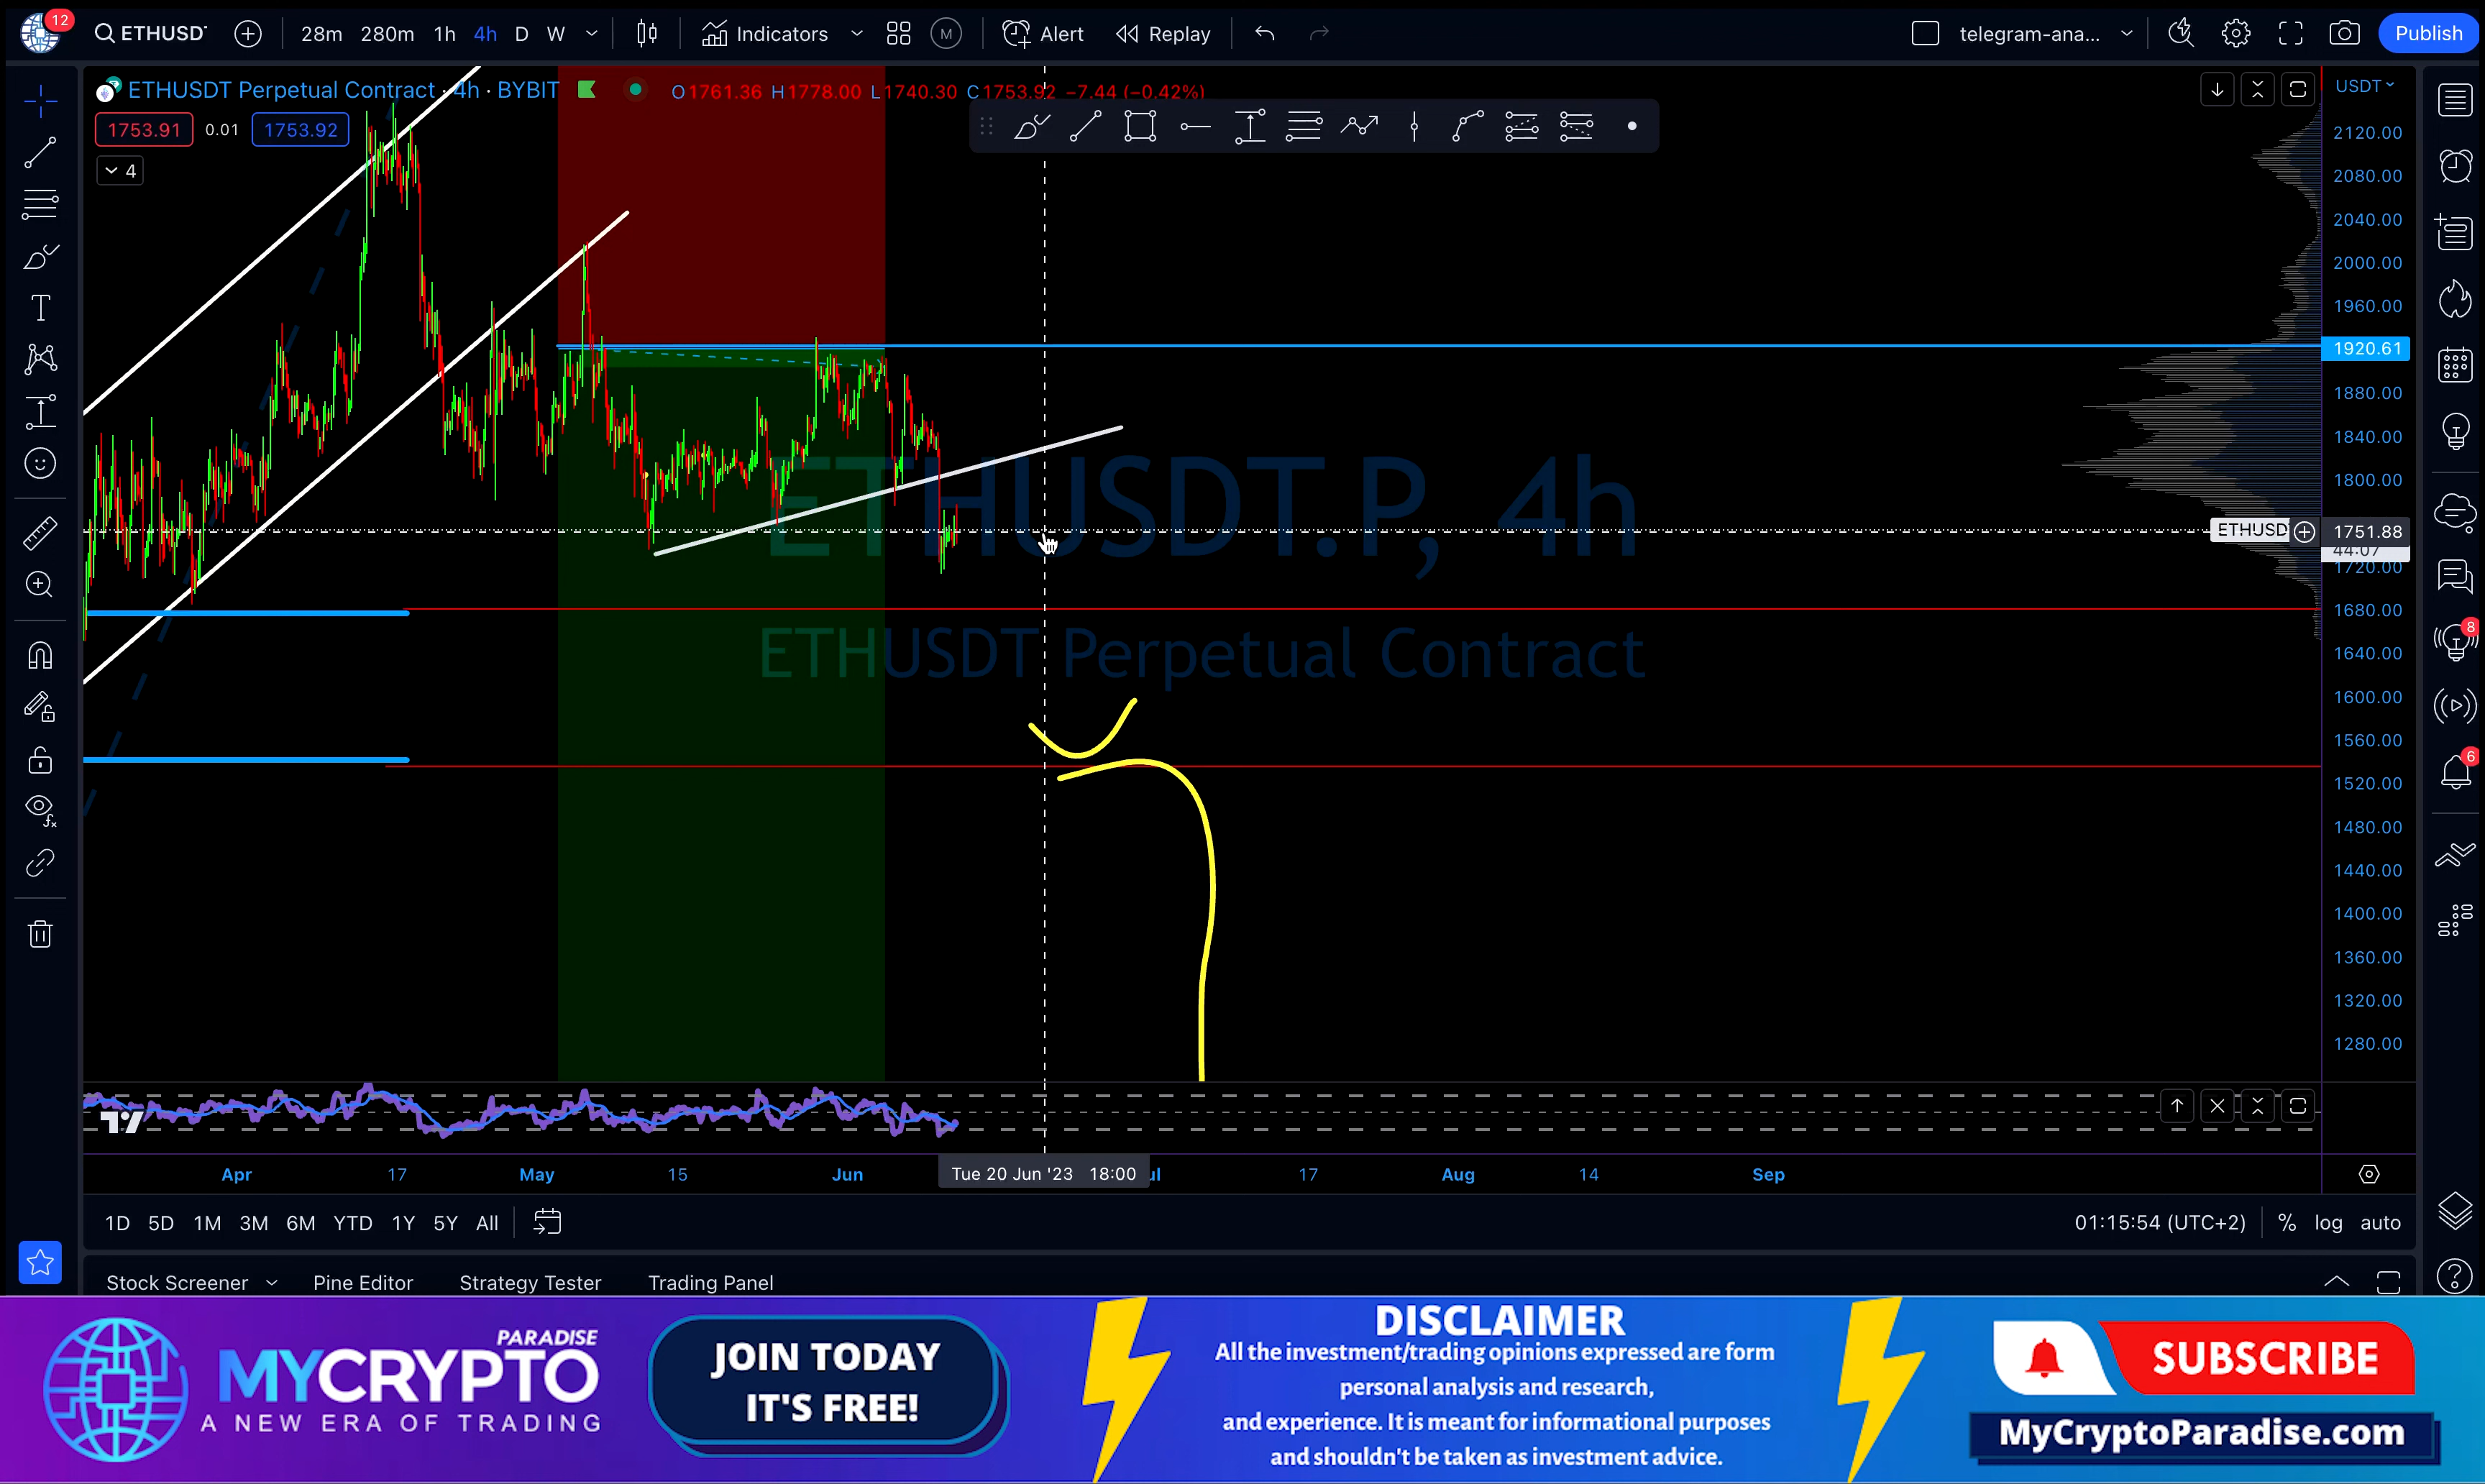 12
ETHUSDT
28m 280m 1h 4h D W
Indicators
M
Alert
Replay
telegram-ana...
Publish
ETHUSDT Perpetual Contract · 4h · BYBIT
O1761.36 H1778.00 L1740.30 C1753.92 −7.44 (−0.42%)
USDT
1753.91 0.01 1753.92
4
2120.00
2080.00
2040.00
2000.00
1960.00
1920.61
1880.00
1840.00
1800.00
ETHUSDT.P, 4h
ETHUSD
1751.88
44:07
1720.00
1680.00
ETHUSDT Perpetual Contract
8
1640.00
1600.00
1560.00
6
1520.00
1480.00
1440.00
1400.00
1360.00
1320.00
1280.00
Apr 17 May 15 Jun Tue 20 Jun '23 18:00 ul 17 Aug 14 Sep
1D 5D 1M 3M 6M YTD 1Y 5Y All
01:15:54 (UTC+2) % log auto
Stock Screener Pine Editor Strategy Tester Trading Panel
PARADISE
MYCRYPTO
A NEW ERA OF TRADING
JOIN TODAY
IT'S FREE!
DISCLAIMER
All the investment/trading opinions expressed are form
personal analysis and research,
and experience. It is meant for informational purposes
and shouldn't be taken as investment advice.
SUBSCRIBE
MyCryptoParadise.com